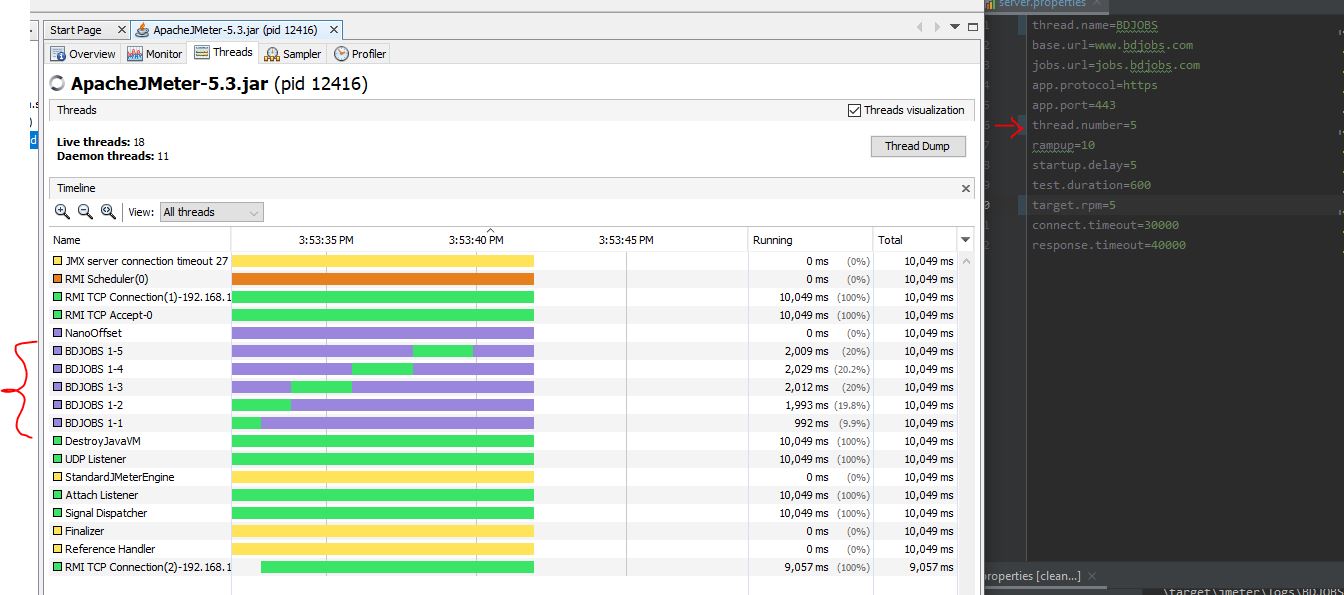 Start Page
ApacheJMeter-5.3.jar (pid 12416)
Overview Monitor Threads Sampler Profiler
ApacheJMeter-5.3.jar (pid 12416)
Threads Threads visualization
Live threads: 18
Daemon threads: 11
Thread Dump
Timeline
View: All threads
Name 3:53:35 PM 3:53:40 PM 3:53:45 PM Running Total
JMX server connection timeout 27 0 ms (0%) 10,049 ms
RMI Scheduler(0) 0 ms (0%) 10,049 ms
RMI TCP Connection(1)-192.168.1 10,049 ms (100%) 10,049 ms
RMI TCP Accept-0 10,049 ms (100%) 10,049 ms
NanoOffset 0 ms (0%) 10,049 ms
BDJOBS 1-5 2,009 ms (20%) 10,049 ms
BDJOBS 1-4 2,029 ms (20.2%) 10,049 ms
BDJOBS 1-3 2,012 ms (20%) 10,049 ms
BDJOBS 1-2 1,993 ms (19.8%) 10,049 ms
BDJOBS 1-1 992 ms (9.9%) 10,049 ms
DestroyJavaVM 10,049 ms (100%) 10,049 ms
UDP Listener 10,049 ms (100%) 10,049 ms
StandardJMeterEngine 0 ms (0%) 10,049 ms
Attach Listener 10,049 ms (100%) 10,049 ms
Signal Dispatcher 10,049 ms (100%) 10,049 ms
Finalizer 0 ms (0%) 10,049 ms
Reference Handler 0 ms (0%) 10,049 ms
RMI TCP Connection(2)-192.168.1 9,057 ms (100%) 9,057 ms
server.properties
thread.name=BDJOBS
base.url=www.bdjobs.com
jobs.url=jobs.bdjobs.com
app.protocol=https
app.port=443
thread.number=5
rampup=10
startup.delay=5
test.duration=600
target.rpm=5
connect.timeout=30000
response.timeout=40000
properties [clean...]
\target\jmeter\logs\BDJOBS